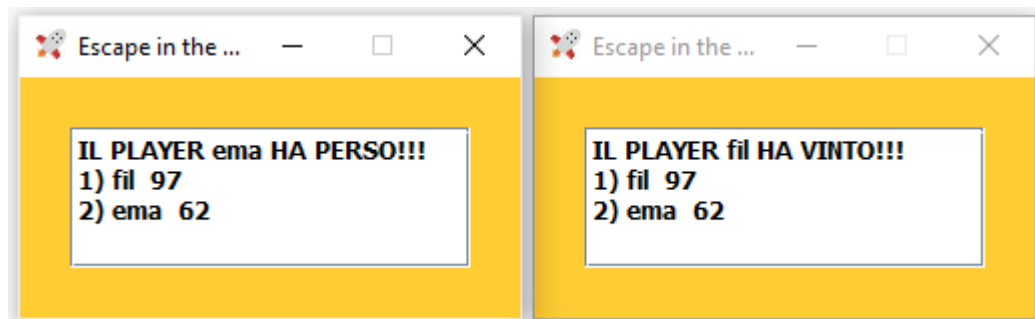 Escape in the ...
IL PLAYER ema HA PERSO!!!
1) fil 97
2) ema 62
Escape in the ...
IL PLAYER fil HA VINTO!!!
1) fil 97
2) ema 62